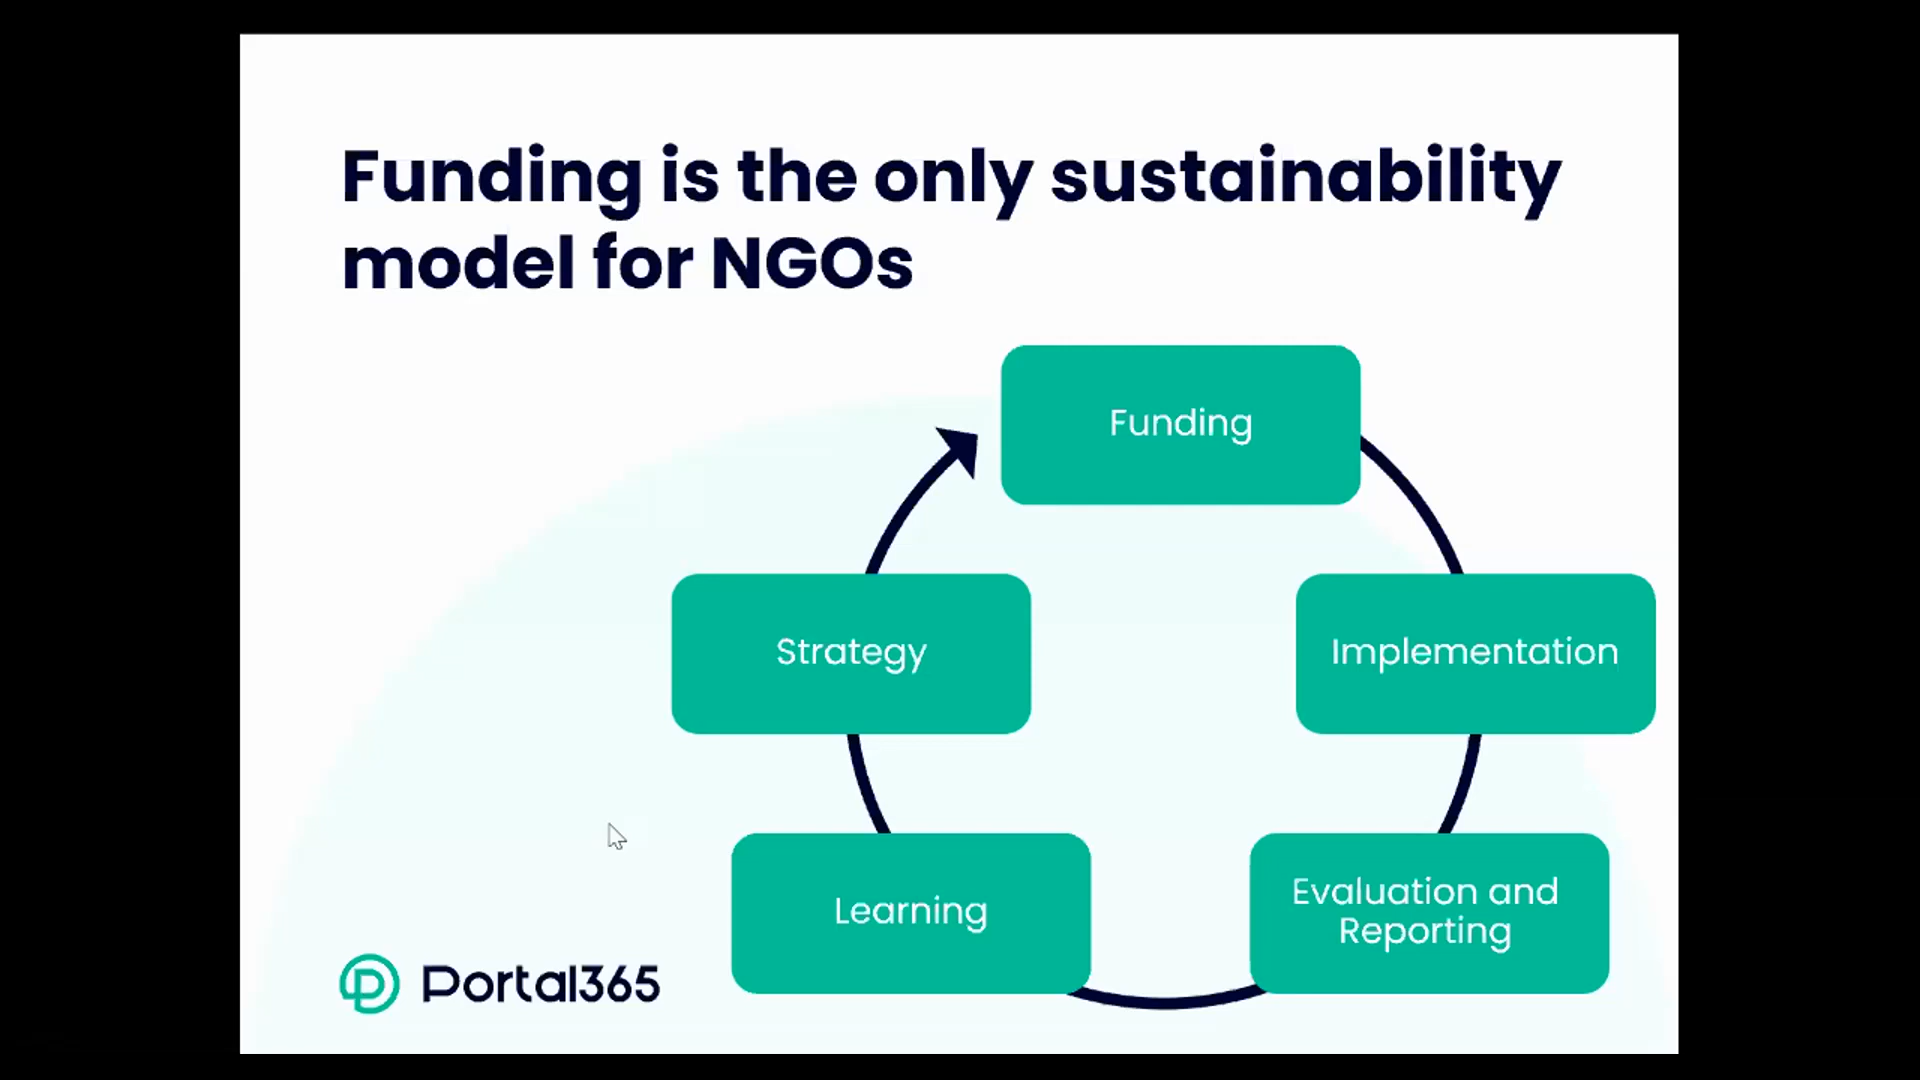 Funding is the only sustainability
model for NGOs
Funding
Implementation
Evaluation and
Reporting
Learning
Strategy
Portal365